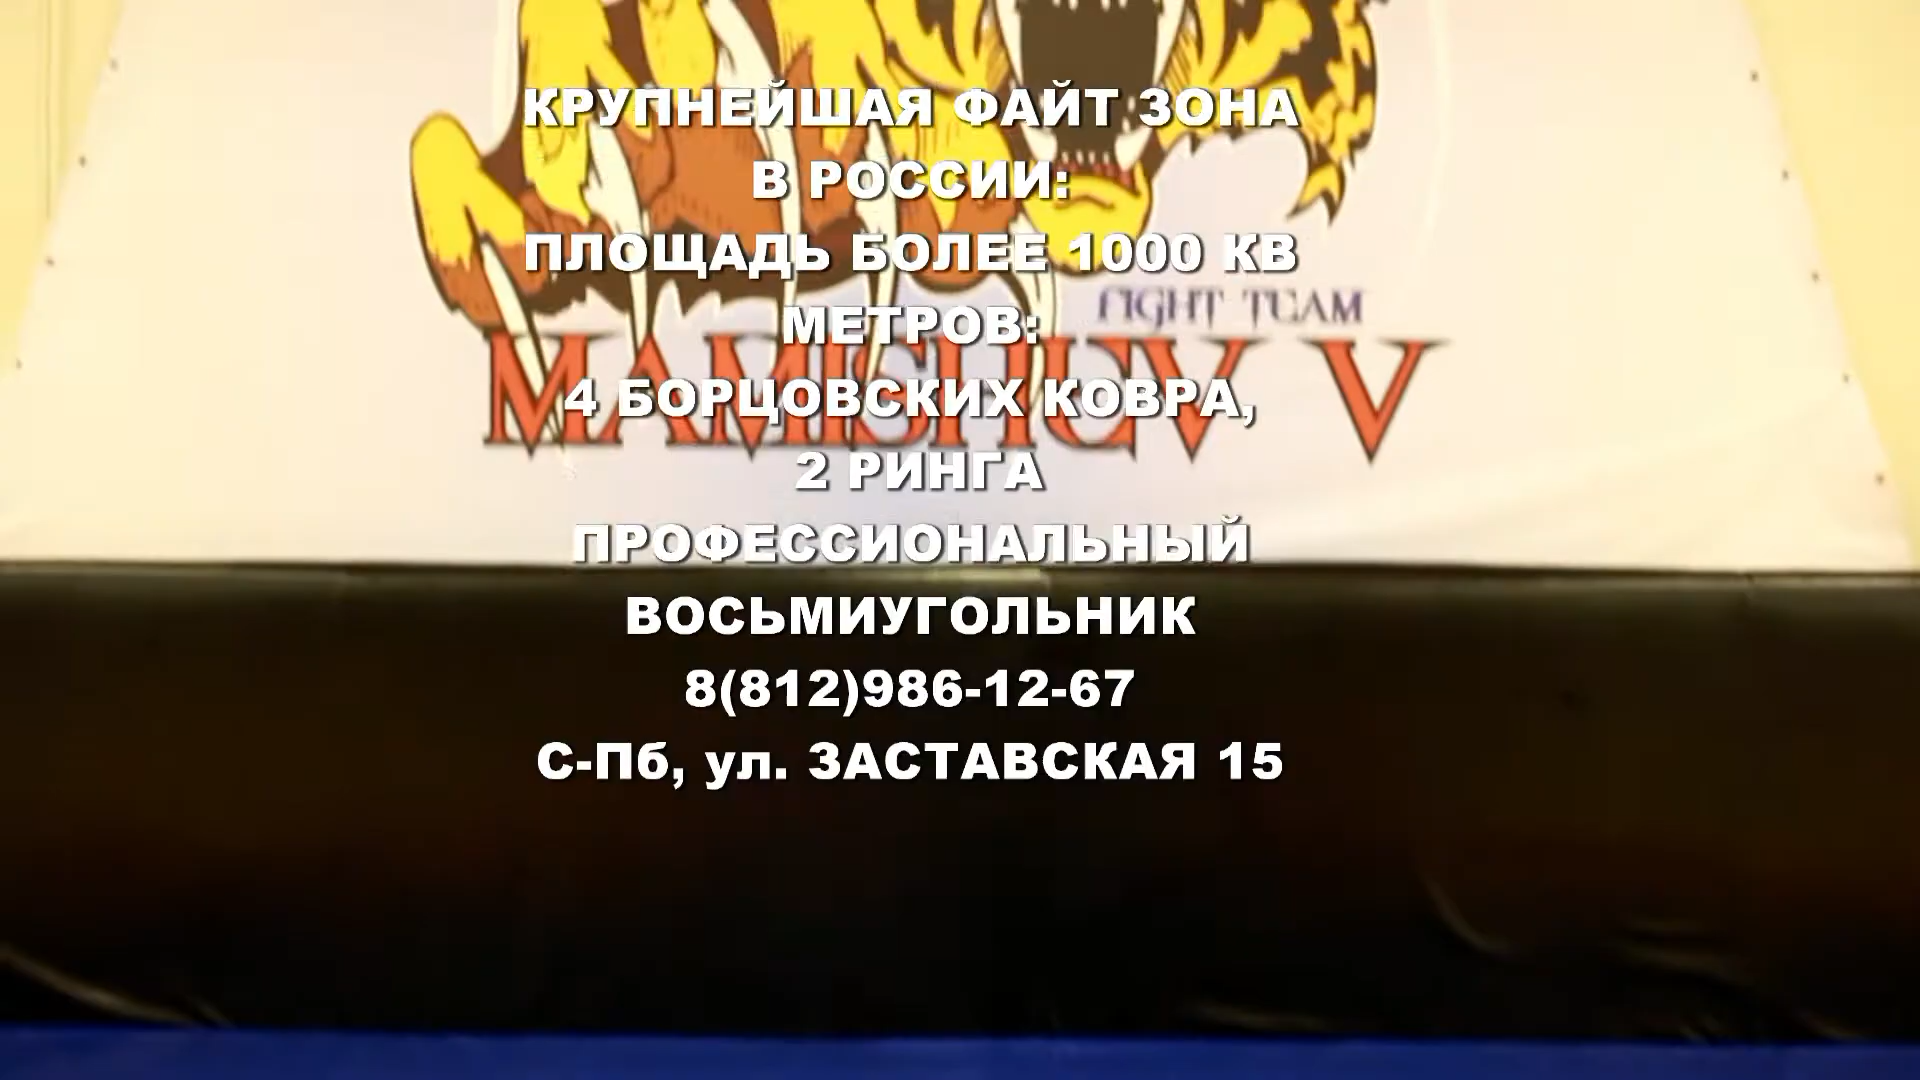 КРУПНЕЙШАЯ ФАЙТ ЗОНА
В РОССИИ:
ПЛОЩАДЬ БОЛЕЕ 1000 КВ
МЕТРОВ:
FIGHT TEAM
MAMISHEV V
4 БОРЦОВСКИХ КОВРА,
2 РИНГА
ПРОФЕССИОНАЛЬНЫЙ
ВОСЬМИУГОЛЬНИК
8(812)986-12-67
С-Пб, ул. ЗАСТАВСКАЯ 15